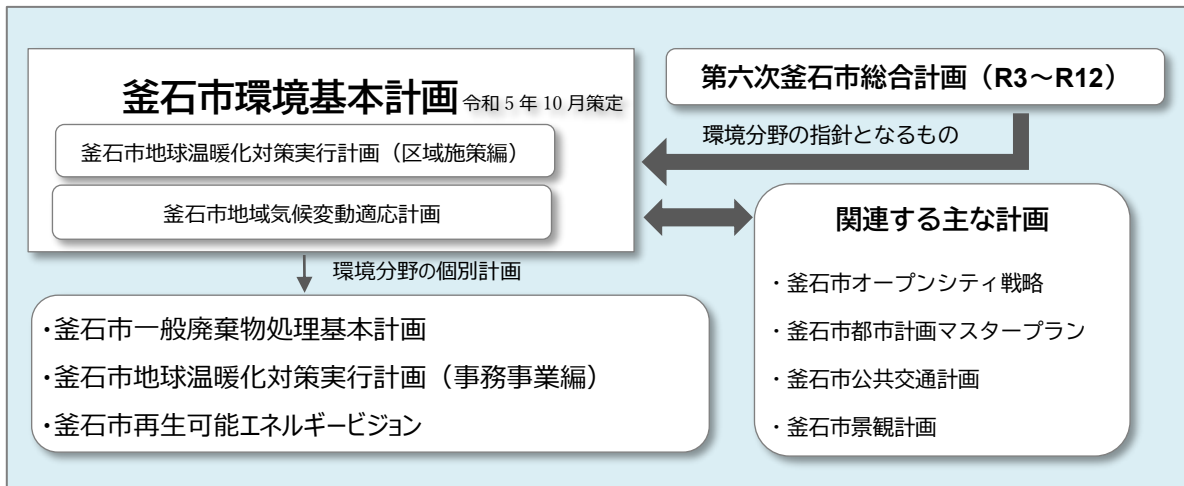 釜石市環境基本計画 令和5年10月策定
釜石市地球温暖化対策実行計画（区域施策編）
釜石市地域気候変動適応計画
第六次釜石市総合計画（R3～R12）
環境分野の指針となるもの
環境分野の個別計画
・釜石市一般廃棄物処理基本計画
・釜石市地球温暖化対策実行計画（事務事業編）
・釜石市再生可能エネルギービジョン
関連する主な計画
・釜石市オープンシティ戦略
・釜石市都市計画マスタープラン
・釜石市公共交通計画
・釜石市景観計画